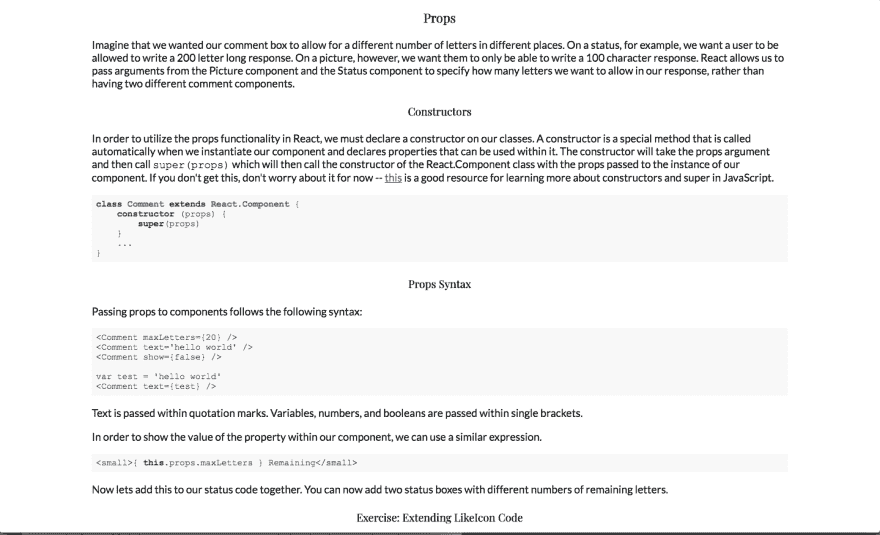 Props
Imagine that we wanted our comment box to allow for a different number of letters in different places. On a status, for example, we want a user to be
allowed to write a 200 letter long response. On a picture, however, we want them to only be able to write a 100 character response. React allows us to
pass arguments from the Picture component and the Status component to specify how many letters we want to allow in our response, rather than
having two different comment components.
Constructors
In order to utilize the props functionality in React, we must declare a constructor on our classes. A constructor is a special method that is called
automatically when we instantiate our component and declares properties that can be used within it. The constructor will take the props argument
and then call super(props) which will then call the constructor of the React.Component class with the props passed to the instance of our
component. If you don't get this, don't worry about it for now -- this is a good resource for learning more about constructors and super in JavaScript.
class Comment extends React.Component {
    constructor (props) {
        super(props)
    }
    ...
}
Props Syntax
Passing props to components follows the following syntax:
<Comment maxLetters={20} />
<Comment text='hello world' />
<Comment show={false} />
var test = 'hello world'
<Comment text={test} />
Text is passed within quotation marks. Variables, numbers, and booleans are passed within single brackets.
In order to show the value of the property within our component, we can use a similar expression.
<small>{ this.props.maxLetters } Remaining</small>
Now lets add this to our status code together. You can now add two status boxes with different numbers of remaining letters.
Exercise: Extending LikeIcon Code